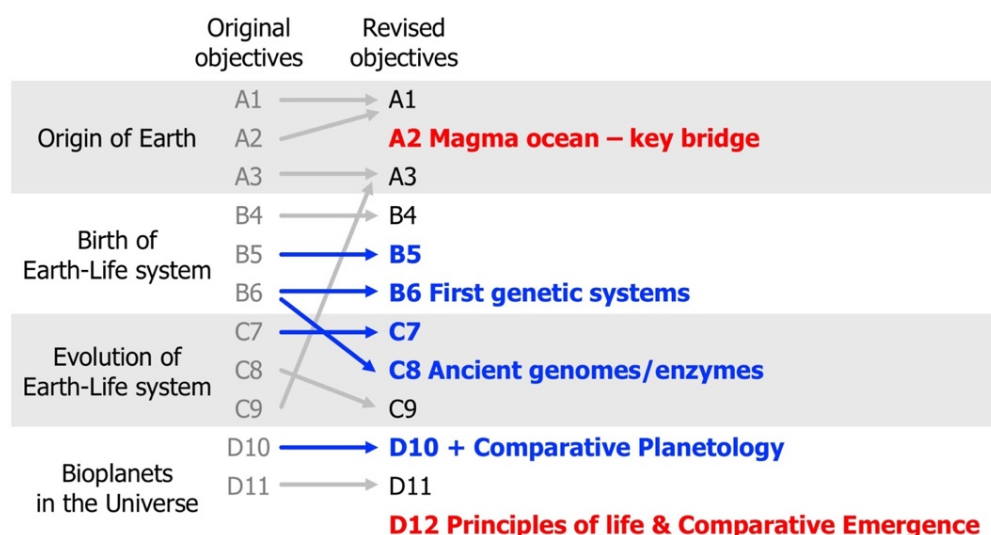 Original Revised
objectives objectives
A1 A1
Origin of Earth A2 A2 Magma ocean – key bridge
A3 A3
B4 B4
Birth of
Earth-Life system
B5 B5
B6 B6 First genetic systems
C7 C7
Evolution of
Earth-Life system
C8 C8 Ancient genomes/enzymes
C9 C9
D10 D10 + Comparative Planetology
Bioplanets
in the Universe
D11 D11
D12 Principles of life & Comparative Emergence